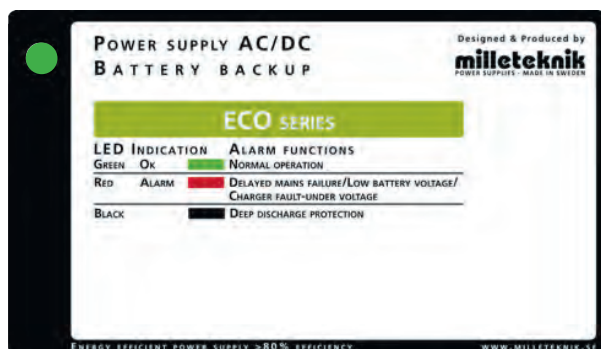 POWER SUPPLY AC/DC
BATTERY BACKUP
Designed & Produced by
milleteknik
POWER SUPPLIES - MADE IN SWEDEN
ECO SERIES
LED INDICATION ALARM FUNCTIONS
GREEN OK NORMAL OPERATION
RED ALARM DELAYED MAINS FAILURE/LOW BATTERY VOLTAGE/
CHARGER FAULT-UNDER VOLTAGE
BLACK DEEP DISCHARGE PROTECTION
ENERGY EFFICIENT POWER SUPPLY >80% EFFICIENCY
WWW.MILLETEKNIK.SE